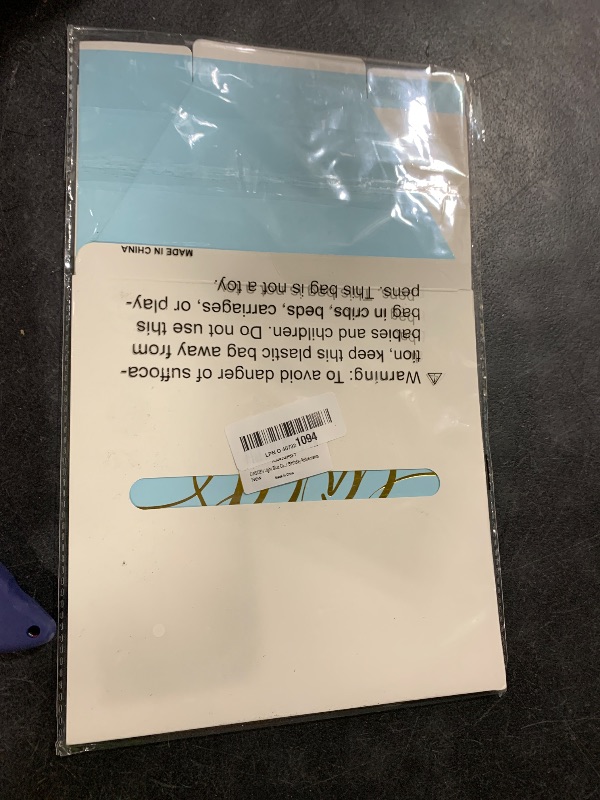 ⚠ Warning: To avoid danger of suffoca-
tion, keep this plastic bag away from
babies and children. Do not use this
bag in cribs, beds, carriages, or play-
pens. This bag is not a toy.
MADE IN CHINA
1094
New